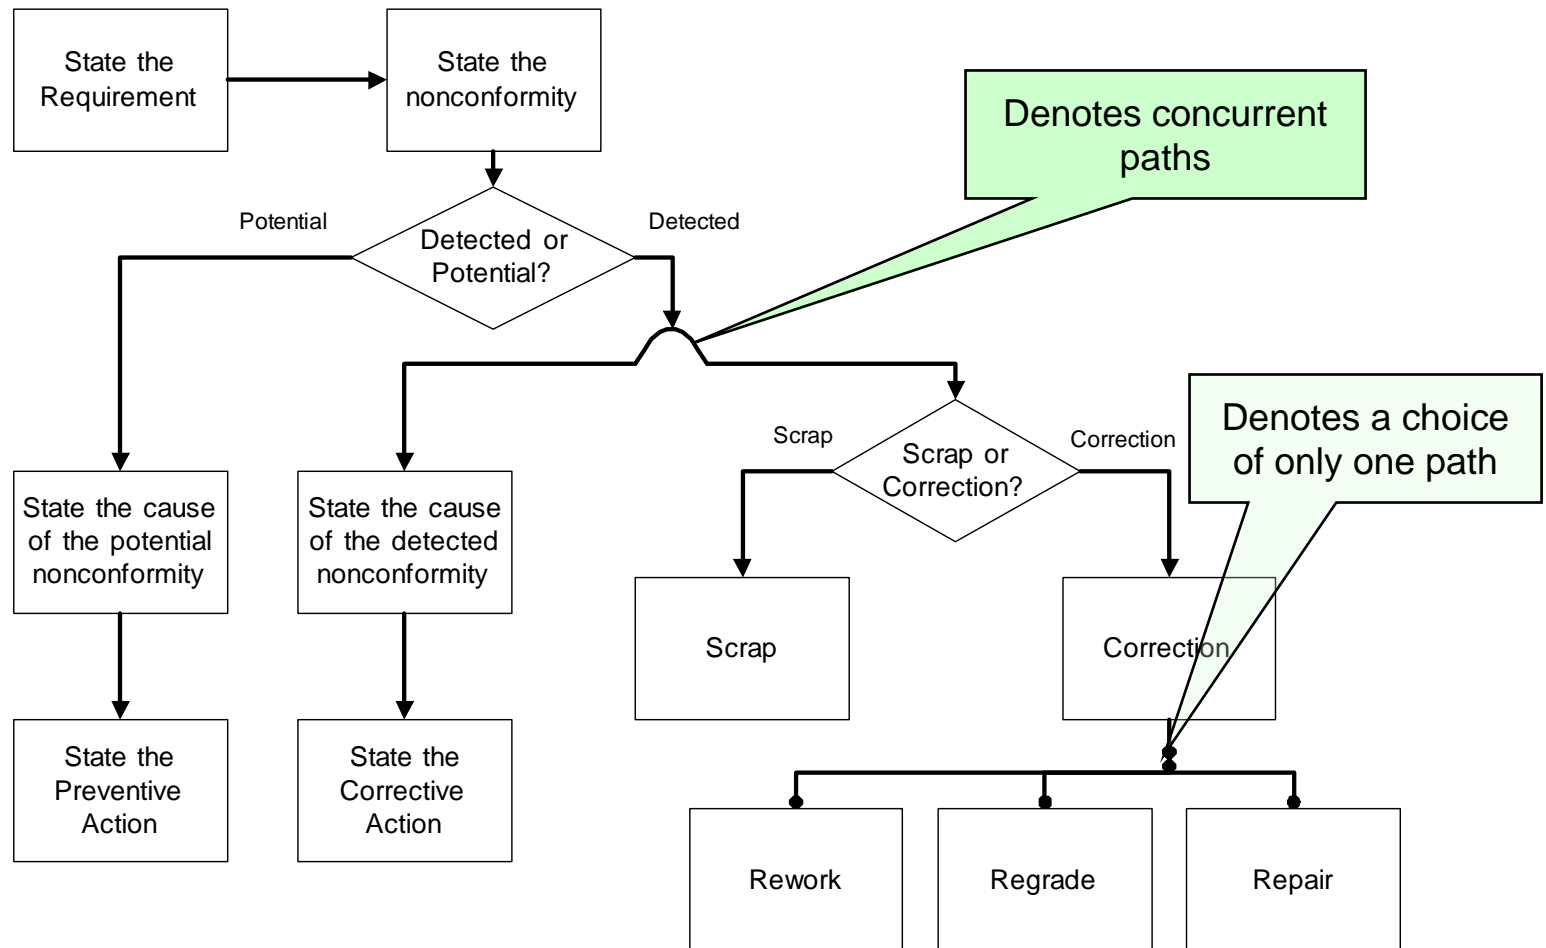 State the
Requirement
State the
nonconformity
Denotes concurrent
paths
Potential
Detected
Detected or
Potential?
Denotes a choice
of only one path
Scrap
Correction
Scrap or
Correction?
State the cause
of the potential
nonconformity
State the cause
of the detected
nonconformity
Scrap
Correction
State the
Preventive
Action
State the
Corrective
Action
Rework
Regrade
Repair